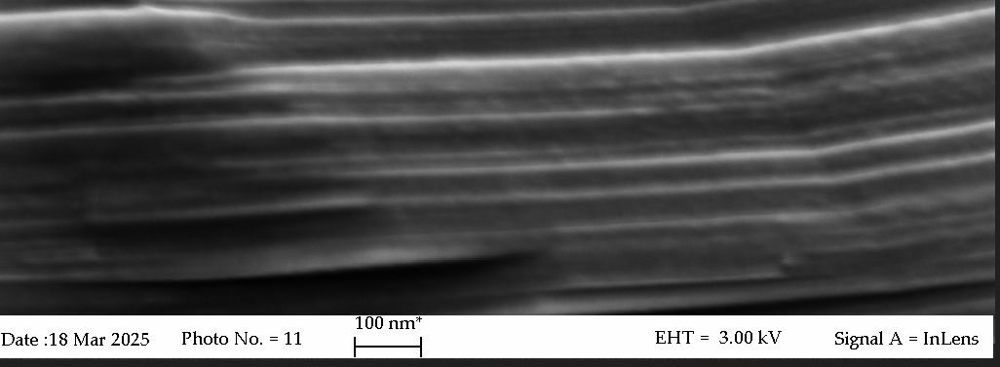 100 nm*
Date :18 Mar 2025 Photo No. = 11 EHT = 3.00 kV Signal A = InLens